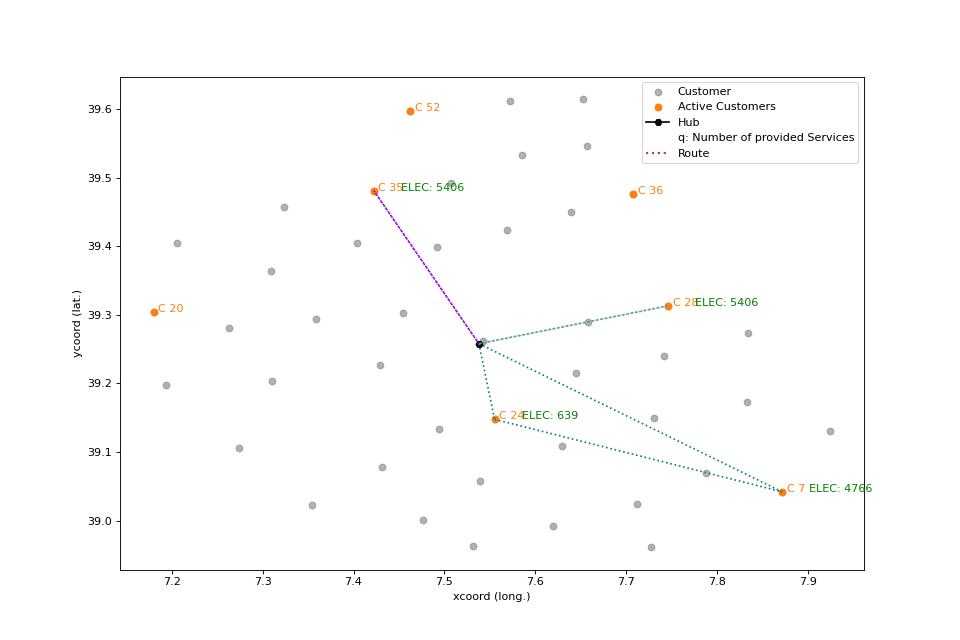 Customer
Active Customers
Hub
q: Number of provided Services
Route
39.6
39.5
39.4
39.3
39.2
39.1
39.0
ycoord (lat.)
C 52
C 35 ELEC: 5406
C 36
C 20
C 28 ELEC: 5406
C 24 ELEC: 639
C 7 ELEC: 4766
7.2 7.3 7.4 7.5 7.6 7.7 7.8 7.9
xcoord (long.)